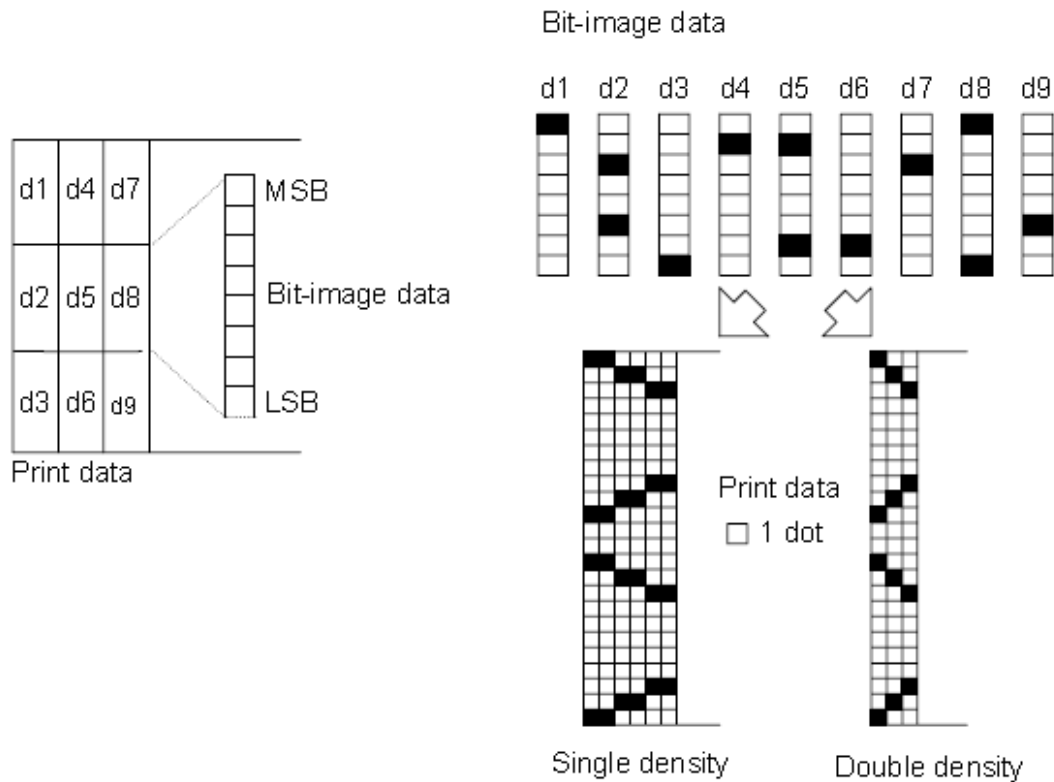 Bit-image data
d1 d2 d3 d4 d5 d6 d7 d8 d9
d1 d4 d7
d2 d5 d8
d3 d6 d9
MSB
Bit-image data
LSB
Print data
Print data
1 dot
Single density
Double density